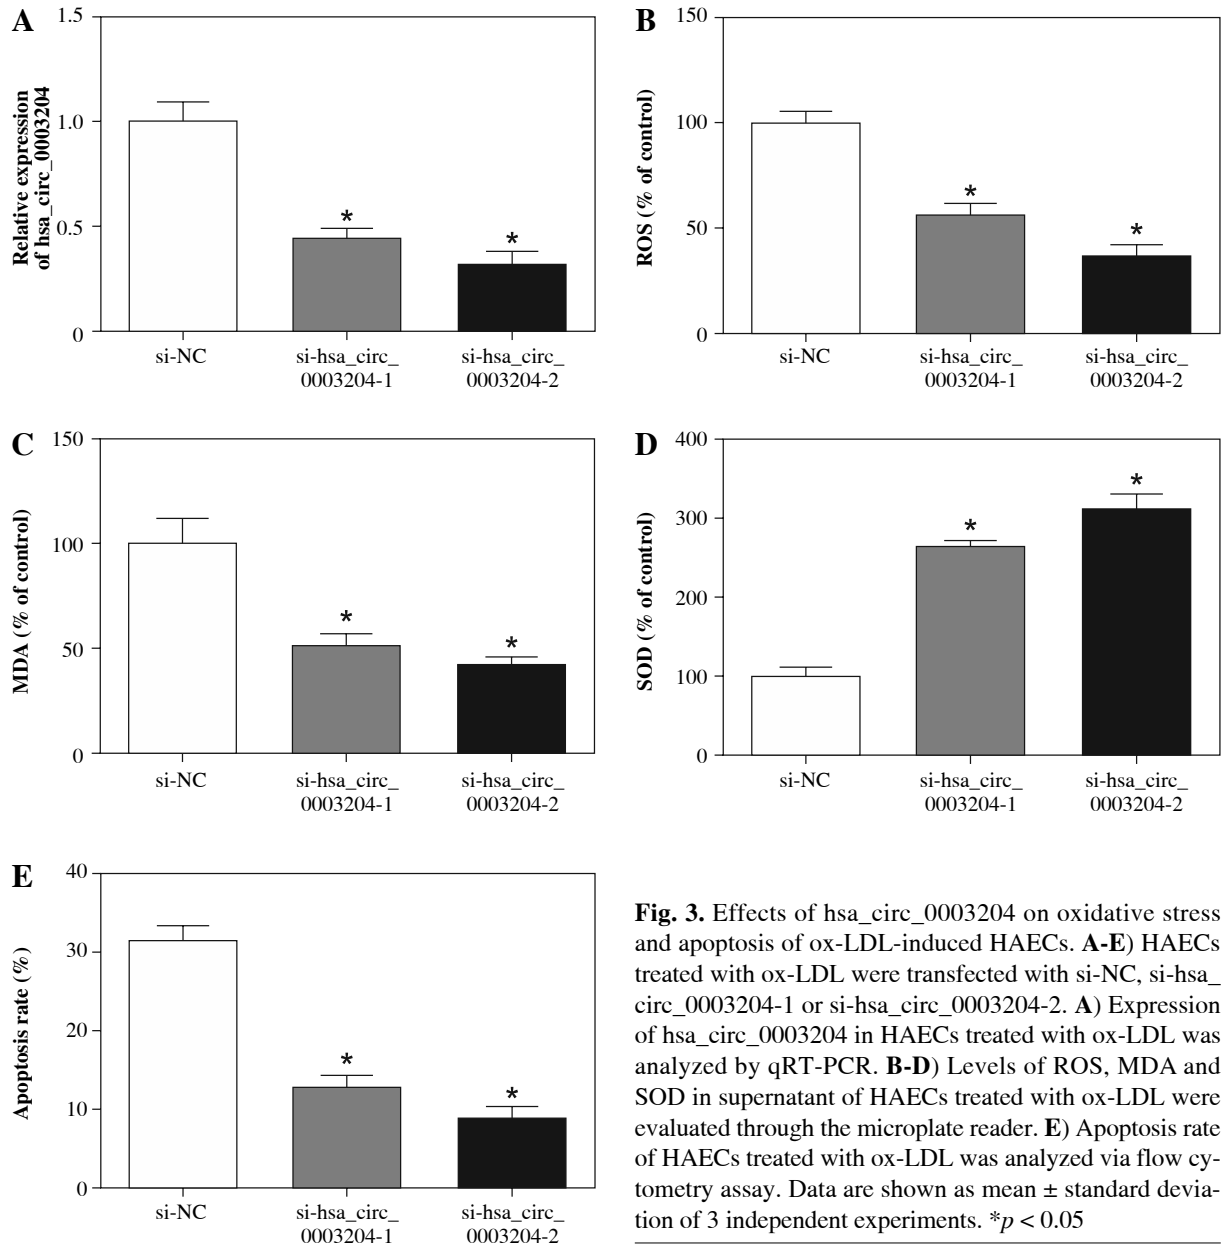 A
Relative expression
of hsa_circ_0003204
1.5
1.0
0.5
0
*
*
si-NC
si-hsa_circ_
0003204-1
si-hsa_circ_
0003204-2
B
ROS (% of control)
150
100
50
0
*
*
si-NC
si-hsa_circ_
0003204-1
si-hsa_circ_
0003204-2
C
MDA (% of control)
150
100
50
0
*
*
si-NC
si-hsa_circ_
0003204-1
si-hsa_circ_
0003204-2
D
SOD (% of control)
400
300
200
100
0
*
*
si-NC
si-hsa_circ_
0003204-1
si-hsa_circ_
0003204-2
E
Apoptosis rate (%)
40
30
20
10
0
*
*
si-NC
si-hsa_circ_
0003204-1
si-hsa_circ_
0003204-2
Fig. 3. Effects of hsa_circ_0003204 on oxidative stress
and apoptosis of ox-LDL-induced HAECs. A-E) HAECs
treated with ox-LDL were transfected with si-NC, si-hsa_
circ_0003204-1 or si-hsa_circ_0003204-2. A) Expression
of hsa_circ_0003204 in HAECs treated with ox-LDL was
analyzed by qRT-PCR. B-D) Levels of ROS, MDA and
SOD in supernatant of HAECs treated with ox-LDL were
evaluated through the microplate reader. E) Apoptosis rate
of HAECs treated with ox-LDL was analyzed via flow cy-
tometry assay. Data are shown as mean ± standard devia-
tion of 3 independent experiments. *p < 0.05